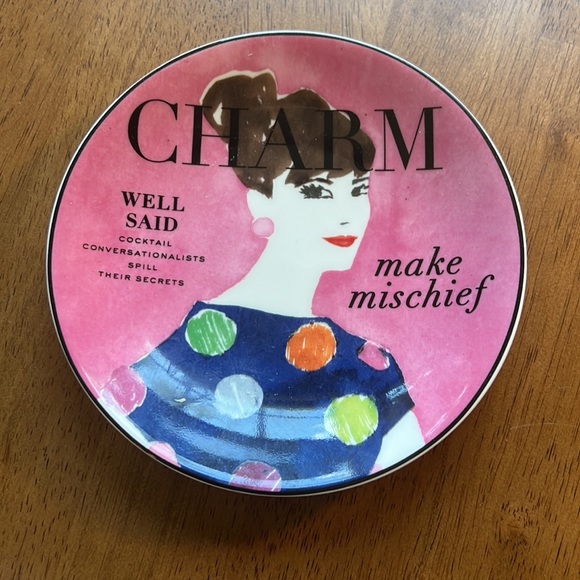 CHARM
WELL
SAID
COCKTAIL
CONVERSATIONALISTS
SPILL
THEIR SECRETS
make
mischief